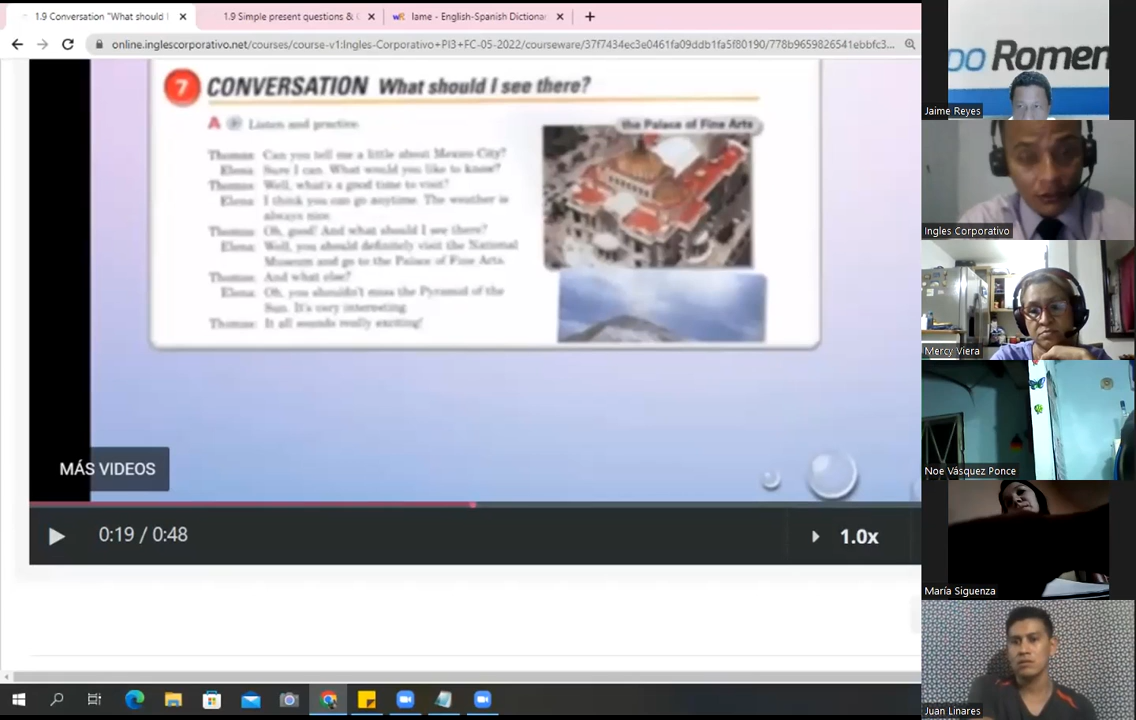 1.9 Conversation "What should I
1.9 Simple present questions &
lame - English-Spanish Dictionar
online.inglescorporativo.net/courses/course-v1:Ingles-Corporativo+PI3+FC-05-2022/courseware/37f7434ec3e0461fa09ddb1fa5f80190/778b9659826541ebbfc3...
7 CONVERSATION What should I see there?
A Listen and practice.
the Palace of Fine Arts
Thomas: Can you tell me a little about Mexico City?
Elena: Sure I can. What would you like to know?
Thomas: Well, what's a good time to visit?
Elena: I think you can go anytime. The weather is
always nice.
Thomas: Oh, good! And what should I see there?
Elena: Well, you should definitely visit the National
Museum and go to the Palace of Fine Arts.
Thomas: And what else?
Elena: Oh, you shouldn't miss the Pyramid of the
Sun. It's very interesting.
Thomas: It all sounds really exciting!
MÁS VIDEOS
0:19 / 0:48
1.0x
po Romen
Jaime Reyes
Ingles Corporativo
Mercy Viera
Noe Vásquez Ponce
María Siguenza
Juan Linares